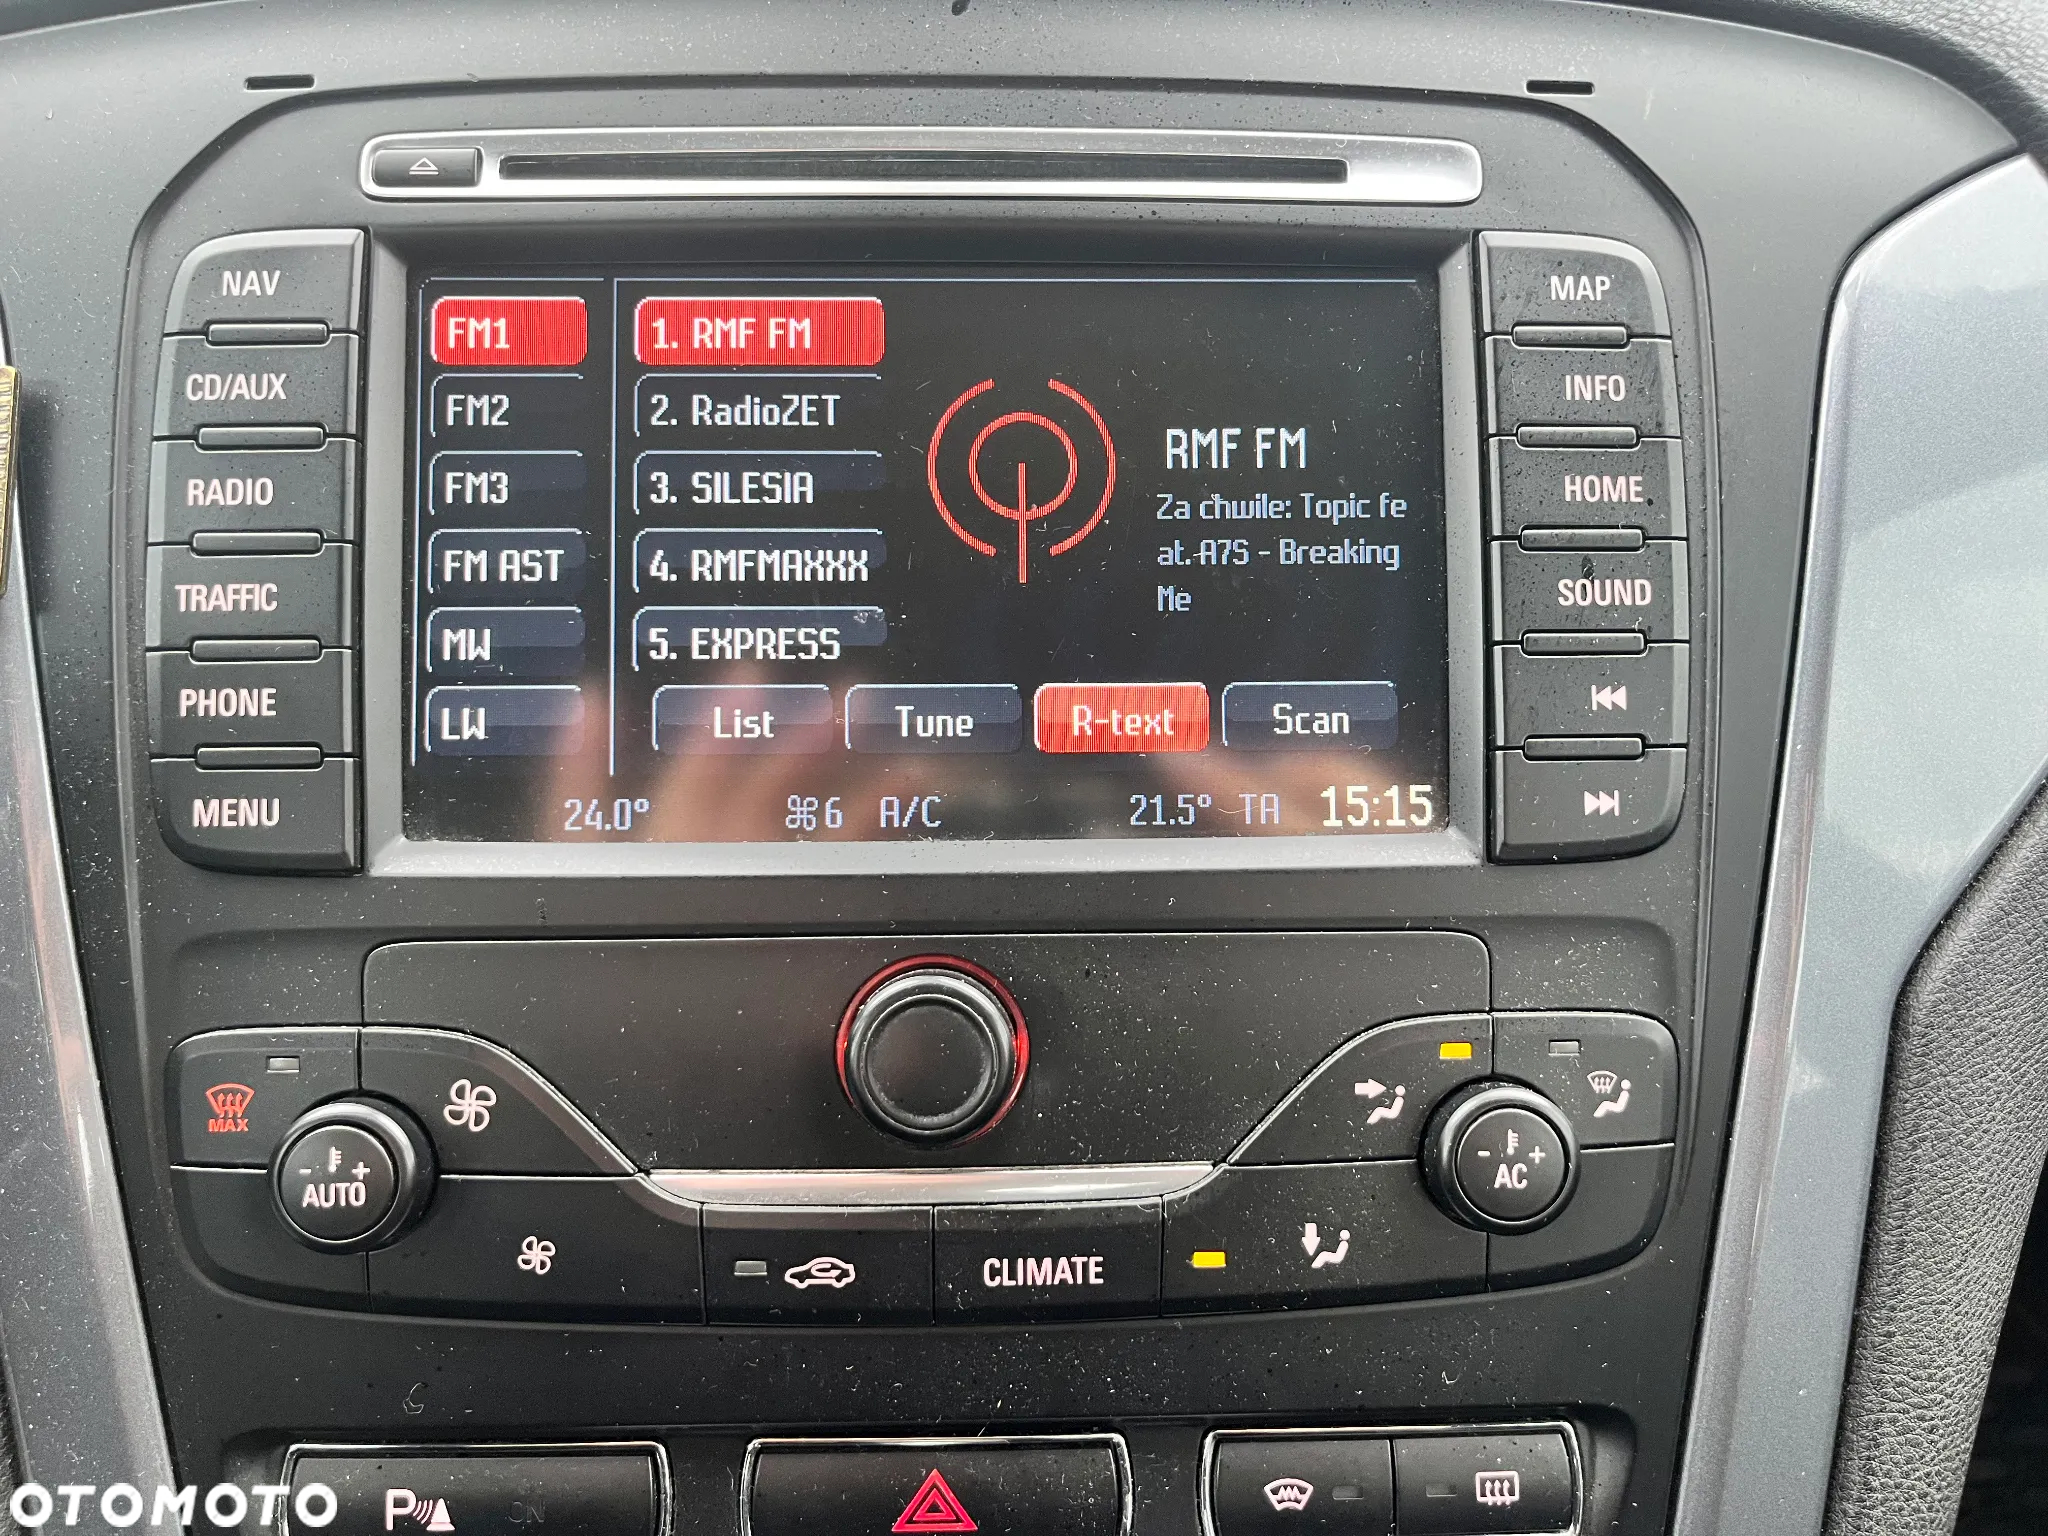 NAV
CD/AUX
RADIO
TRAFFIC
PHONE
MENU
FM1
FM2
FM3
FM AST
MW
LW
1. RMF FM
2. RadioZET
3. SILESIA
4. RMFMAXXX
5. EXPRESS
RMF FM
Za chwile: Topic fe
at. A7S - Breaking
Me
List
Tune
R-text
Scan
24.0°
6
A/C
21.5°
TA
15:15
MAP
INFO
HOME
SOUND
MAX
- +
AUTO
CLIMATE
- +
AC
P
ON
OTOMOTO